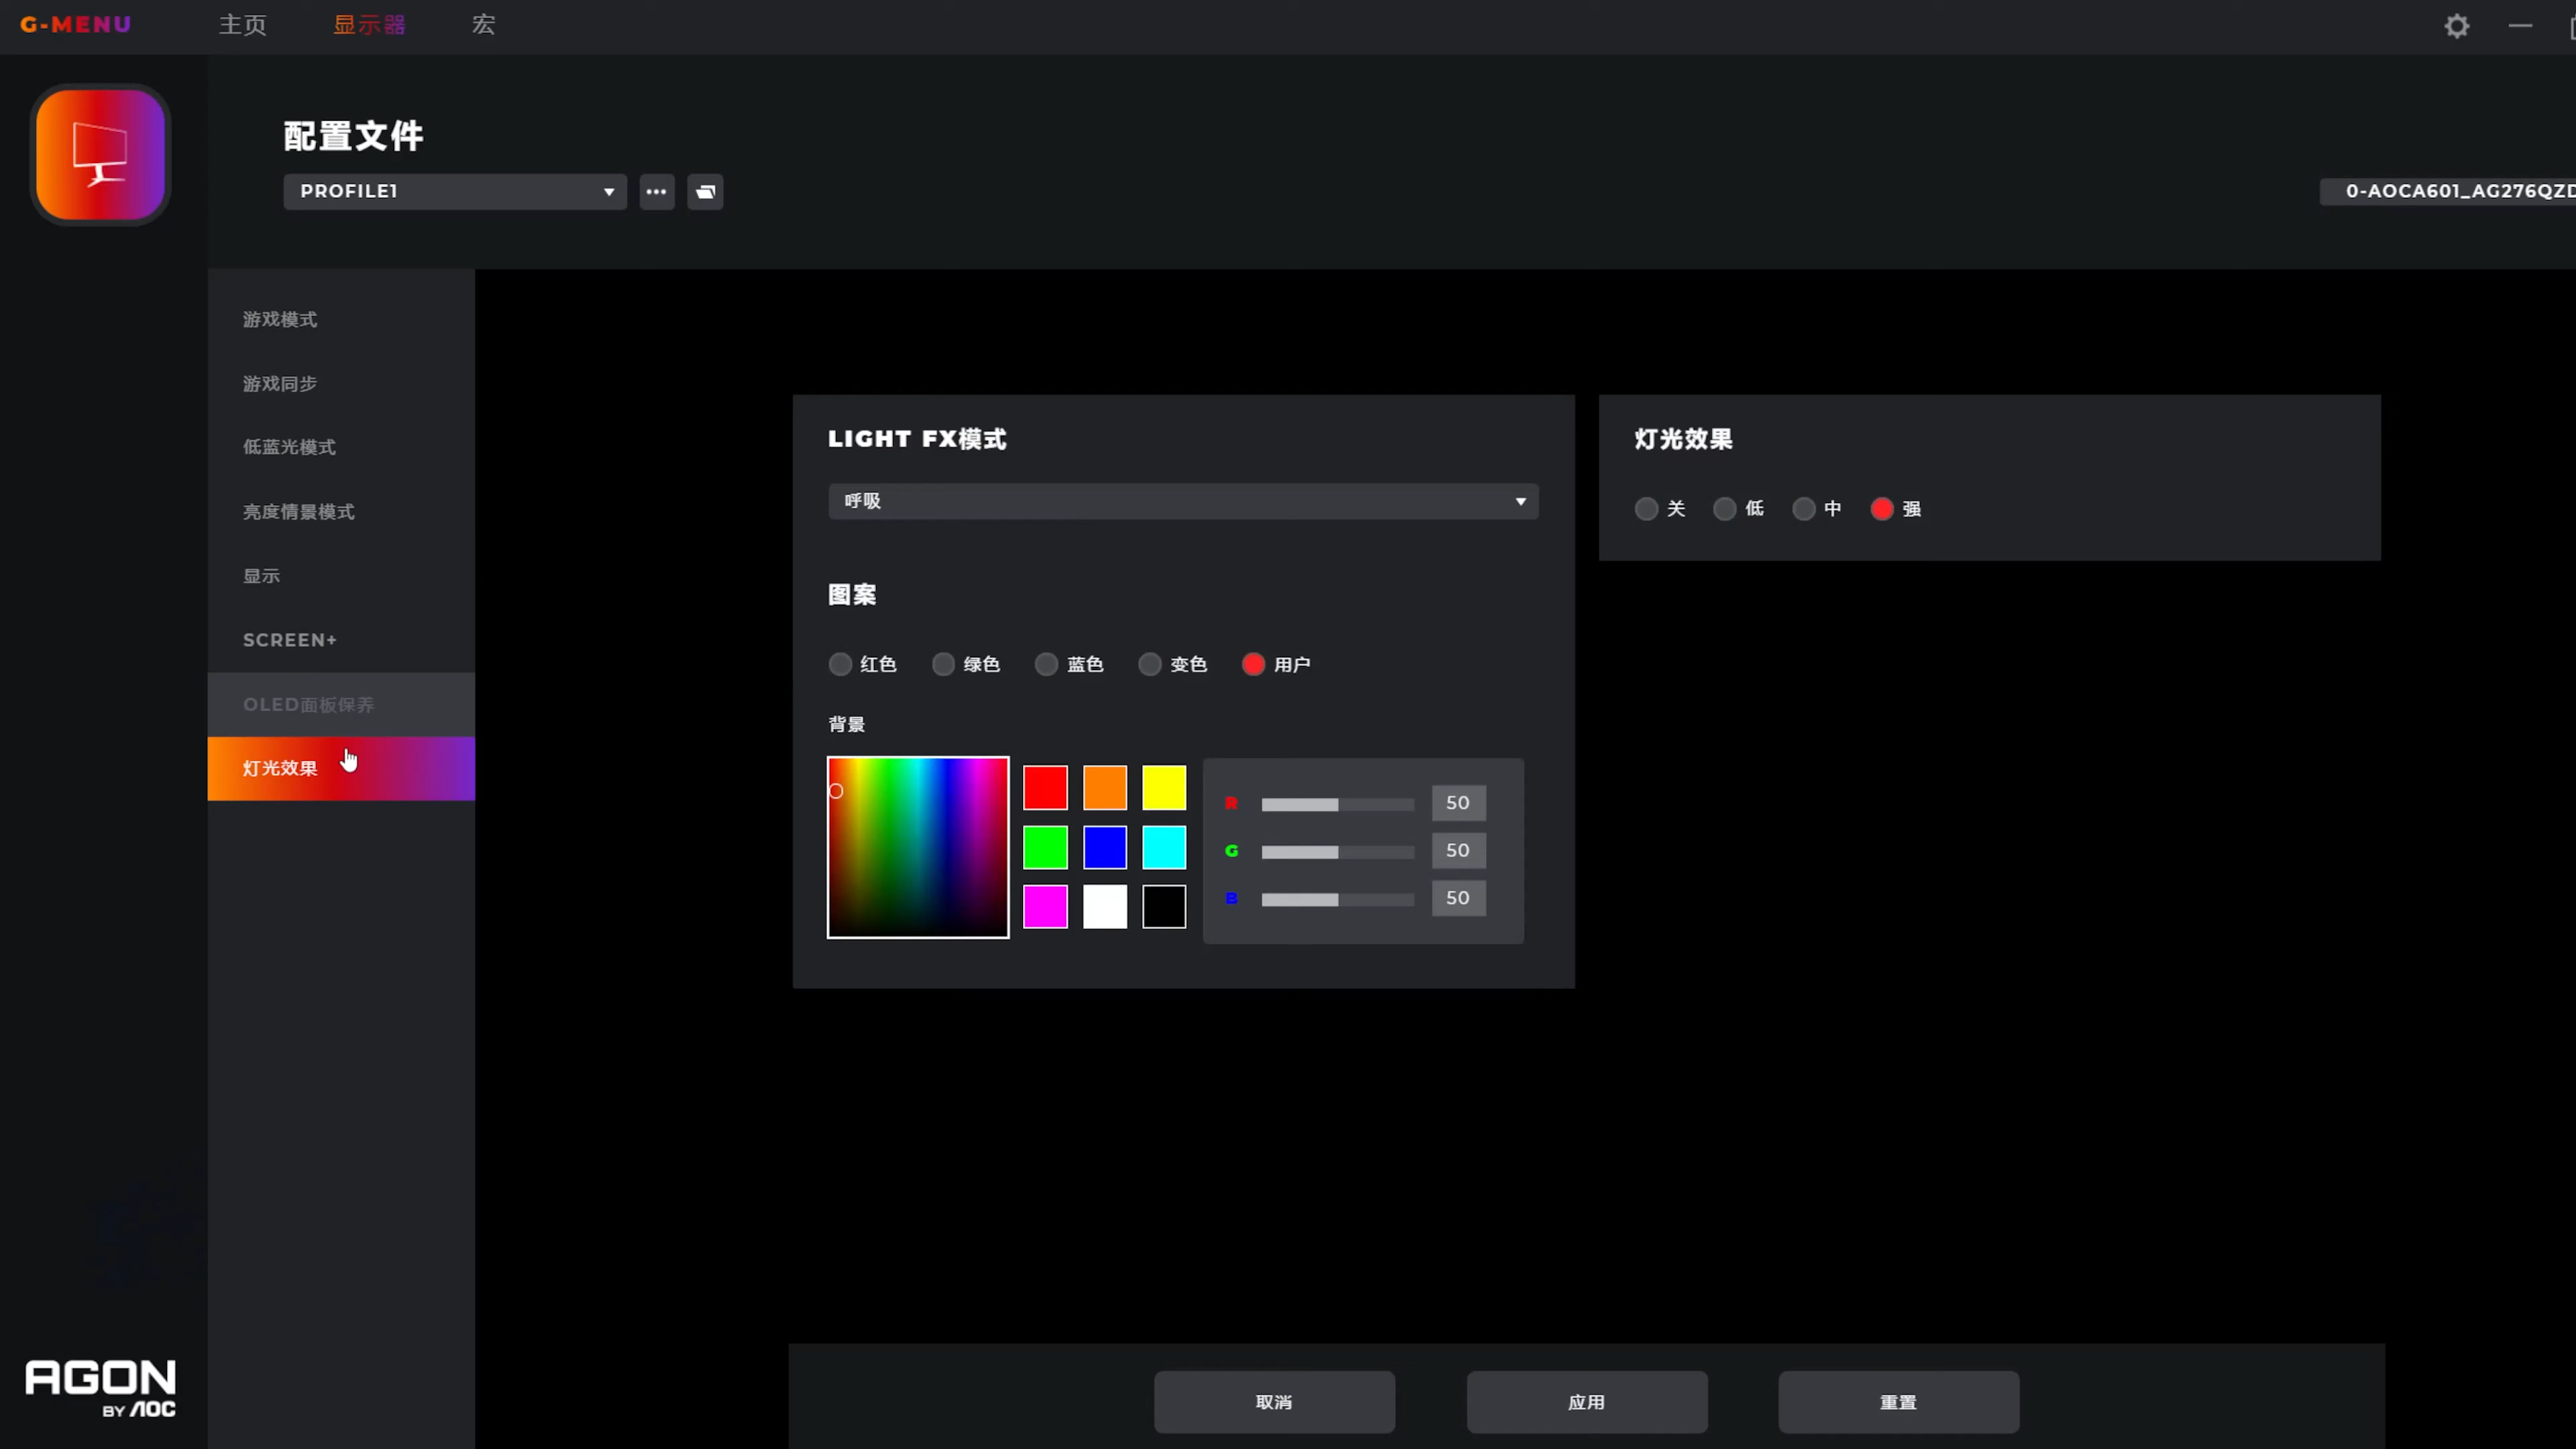 G-MENU
主页
显示器
宏
配置文件
PROFILE1
0-AOCA601_AG276QZD
游戏模式
游戏同步
低蓝光模式
亮度情景模式
显示
SCREEN+
OLED面板保养
灯光效果
LIGHT FX模式
呼吸
图案
红色
绿色
蓝色
变色
用户
背景
R
50
G
50
B
50
灯光效果
关
低
中
强
AGON
BY AOC
取消
应用
重置